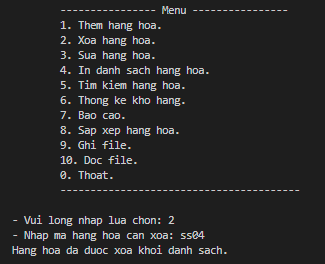 ---------------- Menu ----------------
1. Them hang hoa.
2. Xoa hang hoa.
3. Sua hang hoa.
4. In danh sach hang hoa.
5. Tim kiem hang hoa.
6. Thong ke kho hang.
7. Bao cao.
8. Sap xep hang hoa.
9. Ghi file.
10. Doc file.
0. Thoat.
----------------------------------------
- Vui long nhap lua chon: 2
- Nhap ma hang hoa can xoa: ss04
Hang hoa da duoc xoa khoi danh sach.